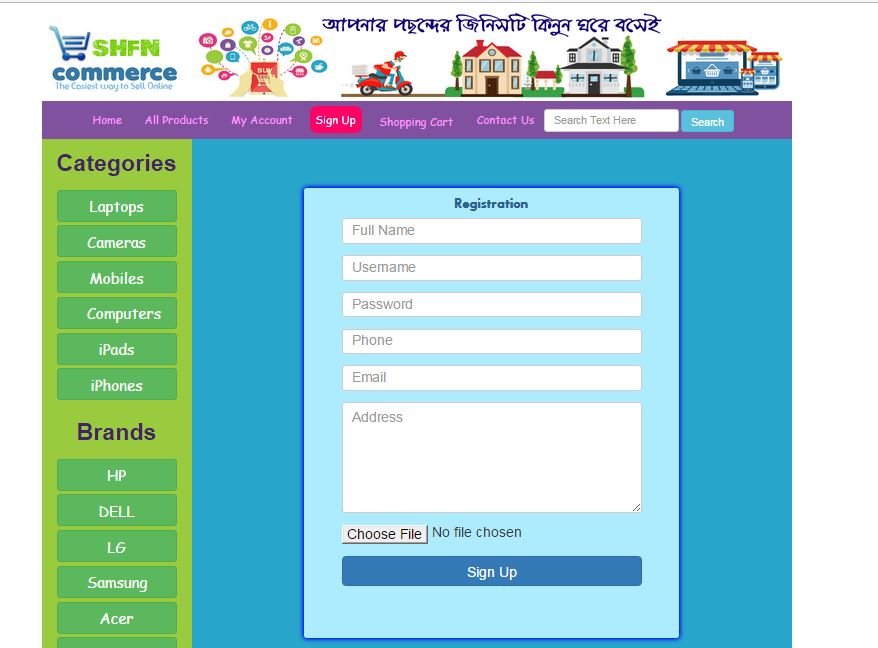 আপনার পছন্দের জিনিসটি কিনুন ঘরে বসেই
SHFN
commerce
The Easiest way to Sell Online
BUY
Home All Products My Account Sign Up Shopping Cart Contact Us Search Text Here Search
Categories
Laptops
Cameras
Mobiles
Computers
iPads
iPhones
Brands
HP
DELL
LG
Samsung
Acer
Registration
Full Name
Username
Password
Phone
Email
Address
Choose File No file chosen
Sign Up